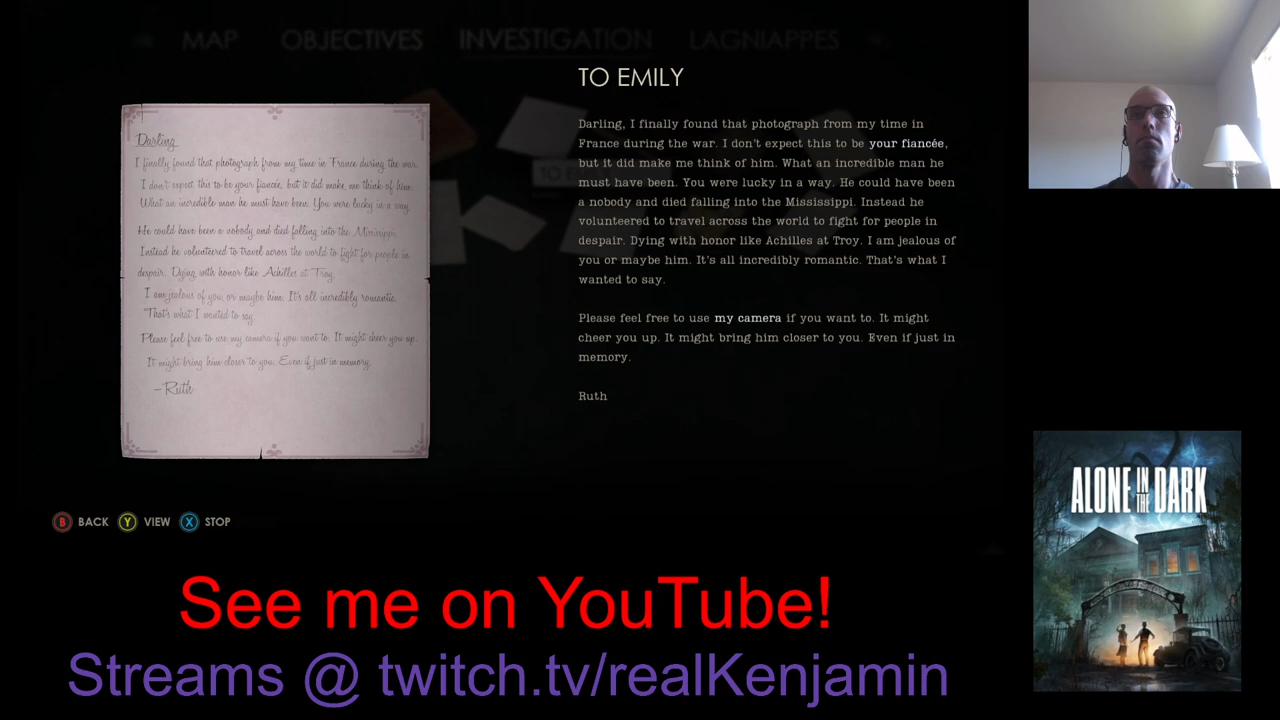 MAP OBJECTIVES INVESTIGATION LAGNIAPPES
TO EMILY
Darling
I finally found that photograph from my time in France during the war.
I don't expect this to be your fiancée, but it did make me think of him.
What an incredible man he must have been. You were lucky in a way.
He could have been a nobody and died falling into the Mississippi.
Instead he volunteered to travel across the world to fight for people in
despair. Dying with honor like Achilles at Troy.
I am jealous of you, or maybe him. It's all incredibly romantic.
That's what I wanted to say.
Please feel free to use my camera if you want to. It might cheer you up.
It might bring him closer to you. Even if just in memory.
– Ruth
Darling, I finally found that photograph from my time in
France during the war. I don't expect this to be your fiancée,
but it did make me think of him. What an incredible man he
must have been. You were lucky in a way. He could have been
a nobody and died falling into the Mississippi. Instead he
volunteered to travel across the world to fight for people in
despair. Dying with honor like Achilles at Troy. I am jealous of
you or maybe him. It's all incredibly romantic. That's what I
wanted to say.
Please feel free to use my camera if you want to. It might
cheer you up. It might bring him closer to you. Even if just in
memory.
Ruth
B BACK Y VIEW X STOP
See me on YouTube!
Streams @ twitch.tv/realKenjamin
ALONE IN THE DARK